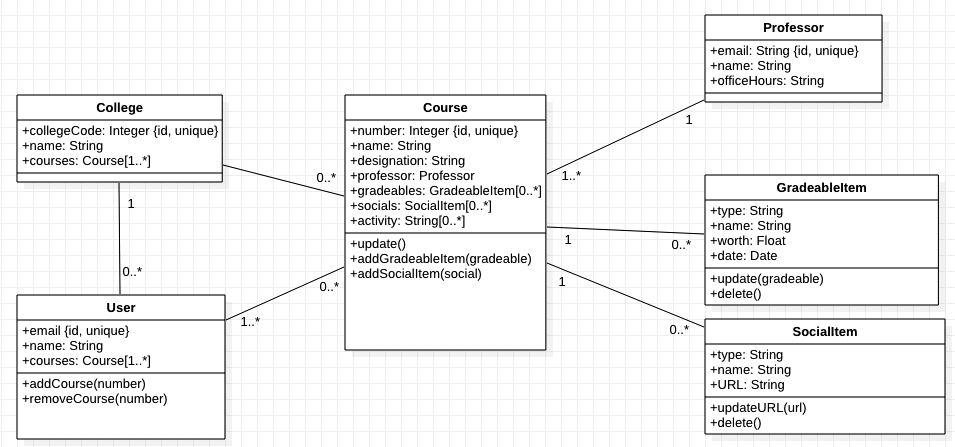 Professor
+email: String {id, unique}
+name: String
+officeHours: String
College
+collegeCode: Integer {id, unique}
+name: String
+courses: Course[1..*]
Course
+number: Integer {id, unique}
+name: String
+designation: String
+professor: Professor
+gradeables: GradeableItem[0..*]
+socials: SocialItem[0..*]
+activity: String[0..*]
+update()
+addGradeableItem(gradeable)
+addSocialItem(social)
1
1..*
0..*
1
0..*
GradeableItem
+type: String
+name: String
+worth: Float
+date: Date
+update(gradeable)
+delete()
1
0..*
User
+email {id, unique}
+name: String
+courses: Course[1..*]
+addCourse(number)
+removeCourse(number)
0..*
1..*
1
0..*
SocialItem
+type: String
+name: String
+URL: String
+updateURL(url)
+delete()